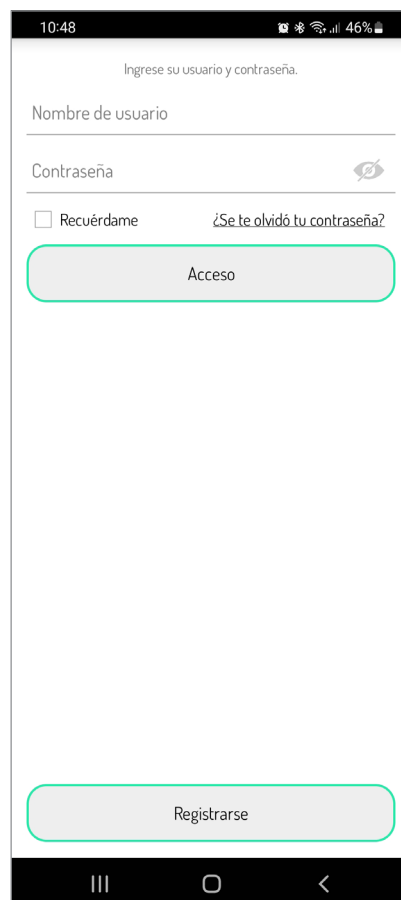 10:48 46%
Ingrese su usuario y contraseña.
Nombre de usuario
Contraseña
Recuérdame ¿Se te olvidó tu contraseña?
Acceso
Registrarse